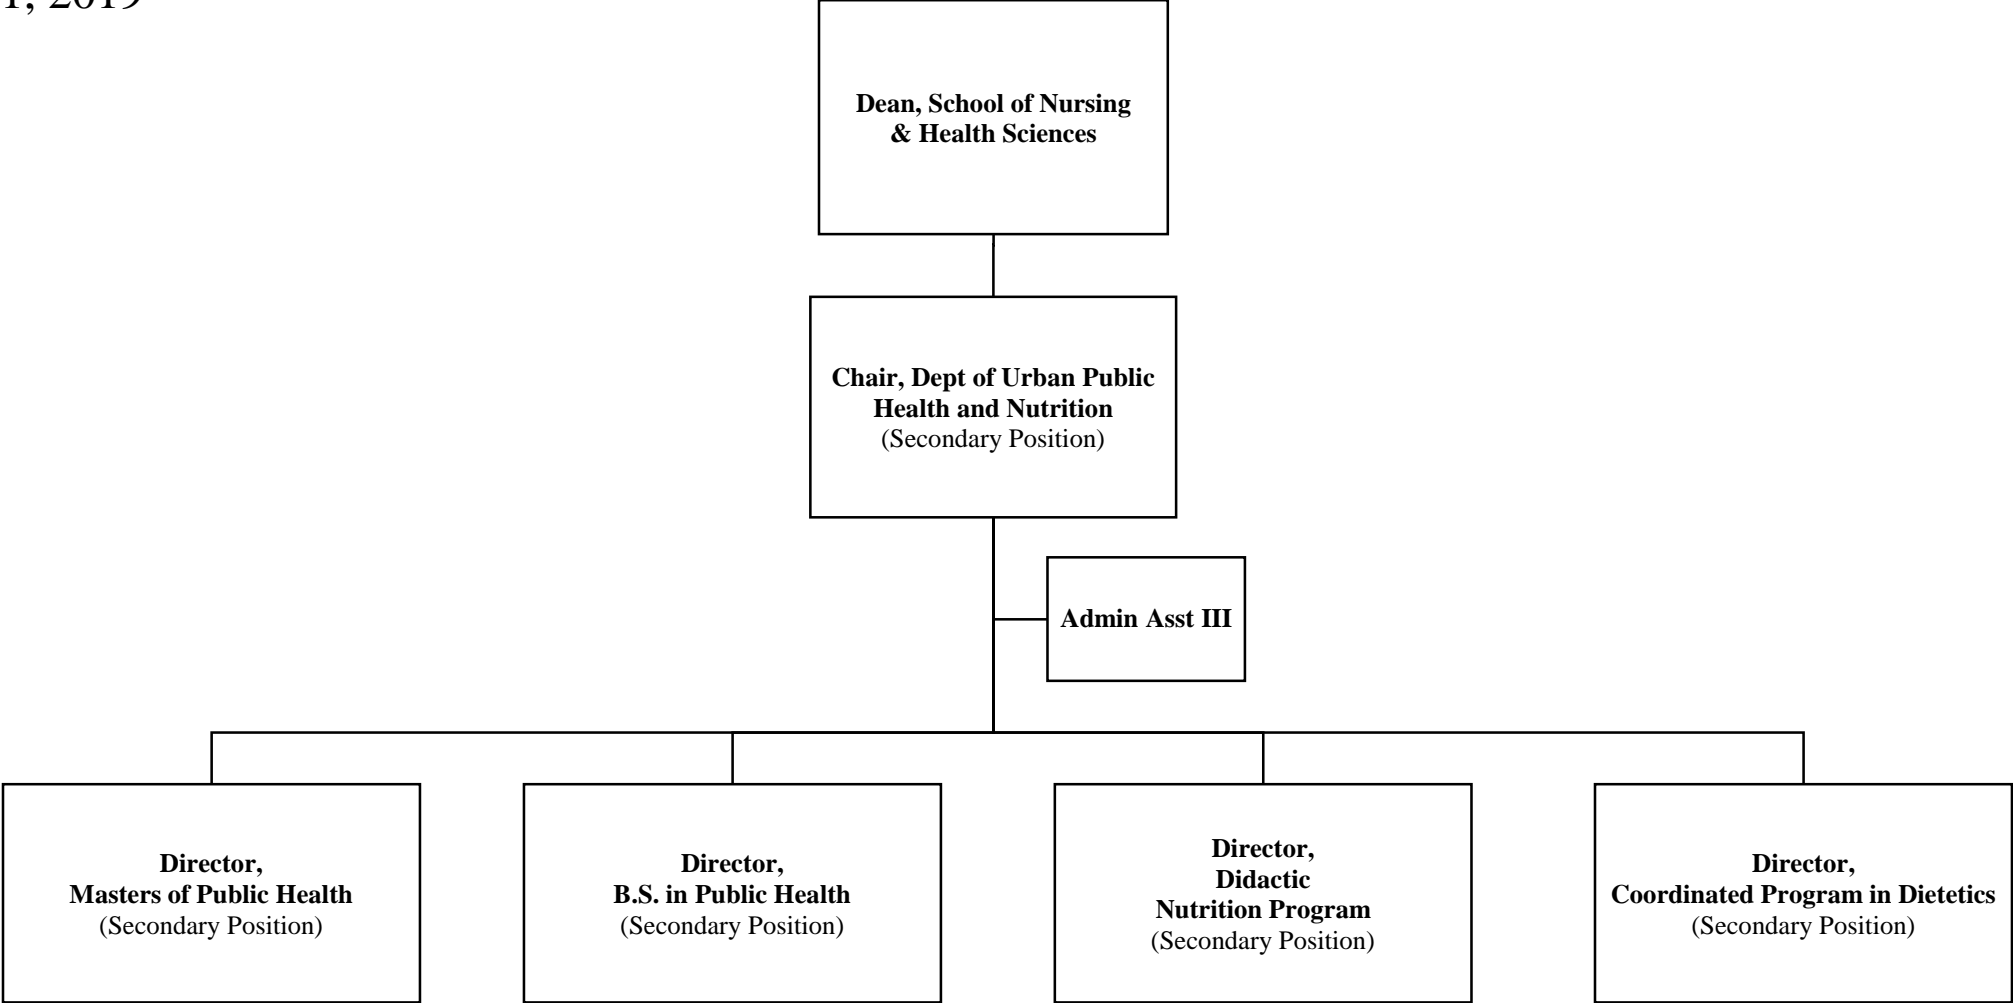 1, 2019
Dean, School of Nursing
& Health Sciences
Chair, Dept of Urban Public
Health and Nutrition
(Secondary Position)
Admin Asst III
Director,
Masters of Public Health
(Secondary Position)
Director,
B.S. in Public Health
(Secondary Position)
Director,
Didactic
Nutrition Program
(Secondary Position)
Director,
Coordinated Program in Dietetics
(Secondary Position)